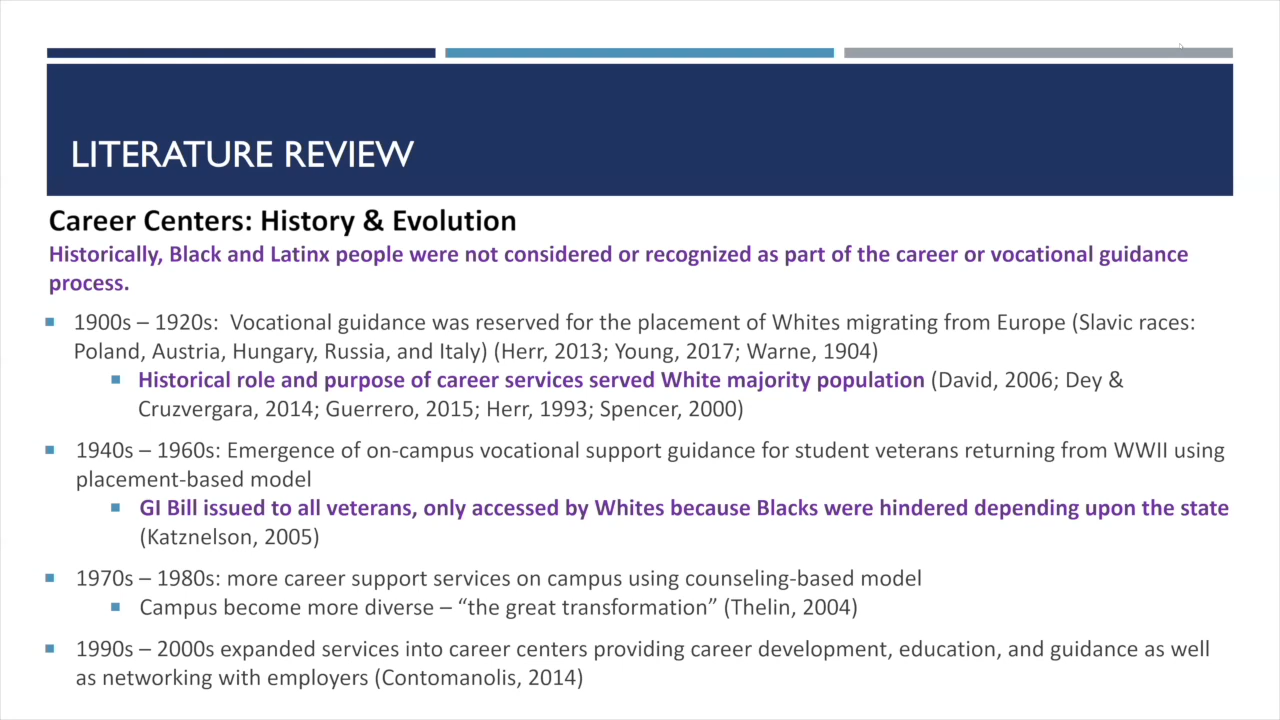 LITERATURE REVIEW
Career Centers: History & Evolution
Historically, Black and Latinx people were not considered or recognized as part of the career or vocational guidance
process.
1900s – 1920s:  Vocational guidance was reserved for the placement of Whites migrating from Europe (Slavic races:
Poland, Austria, Hungary, Russia, and Italy) (Herr, 2013; Young, 2017; Warne, 1904)
Historical role and purpose of career services served White majority population (David, 2006; Dey &
Cruzvergara, 2014; Guerrero, 2015; Herr, 1993; Spencer, 2000)
1940s – 1960s: Emergence of on-campus vocational support guidance for student veterans returning from WWII using
placement-based model
GI Bill issued to all veterans, only accessed by Whites because Blacks were hindered depending upon the state
(Katznelson, 2005)
1970s – 1980s: more career support services on campus using counseling-based model
Campus become more diverse – “the great transformation” (Thelin, 2004)
1990s – 2000s expanded services into career centers providing career development, education, and guidance as well
as networking with employers (Contomanolis, 2014)